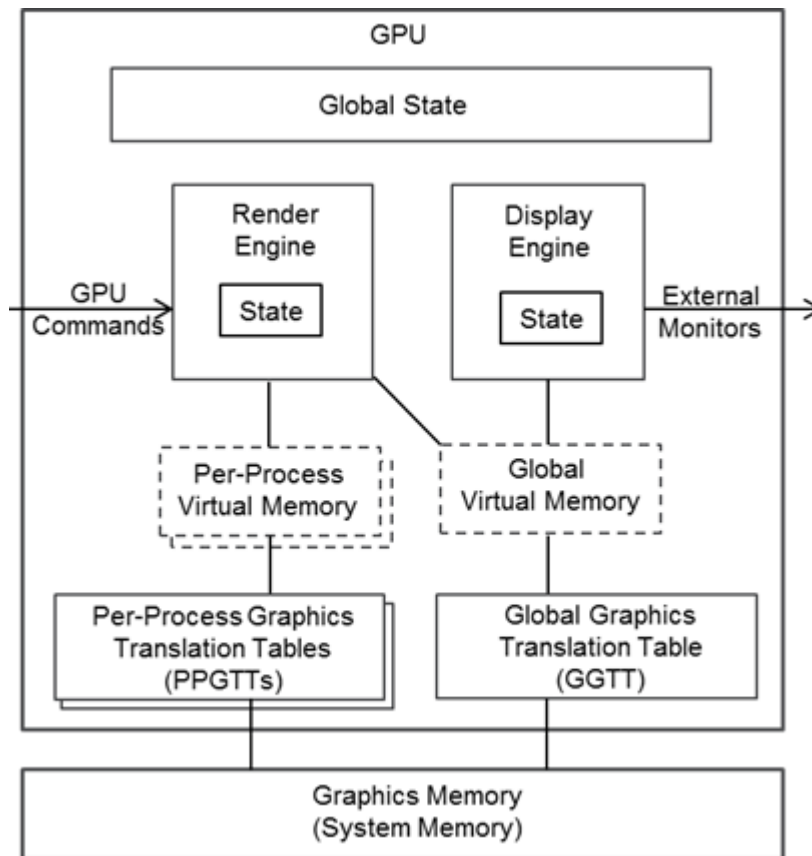 GPU
Global State
Render
Engine
State
Display
Engine
State
GPU
Commands
External
Monitors
Per-Process
Virtual Memory
Global
Virtual Memory
Per-Process Graphics
Translation Tables
(PPGTTs)
Global Graphics
Translation Table
(GGTT)
Graphics Memory
(System Memory)